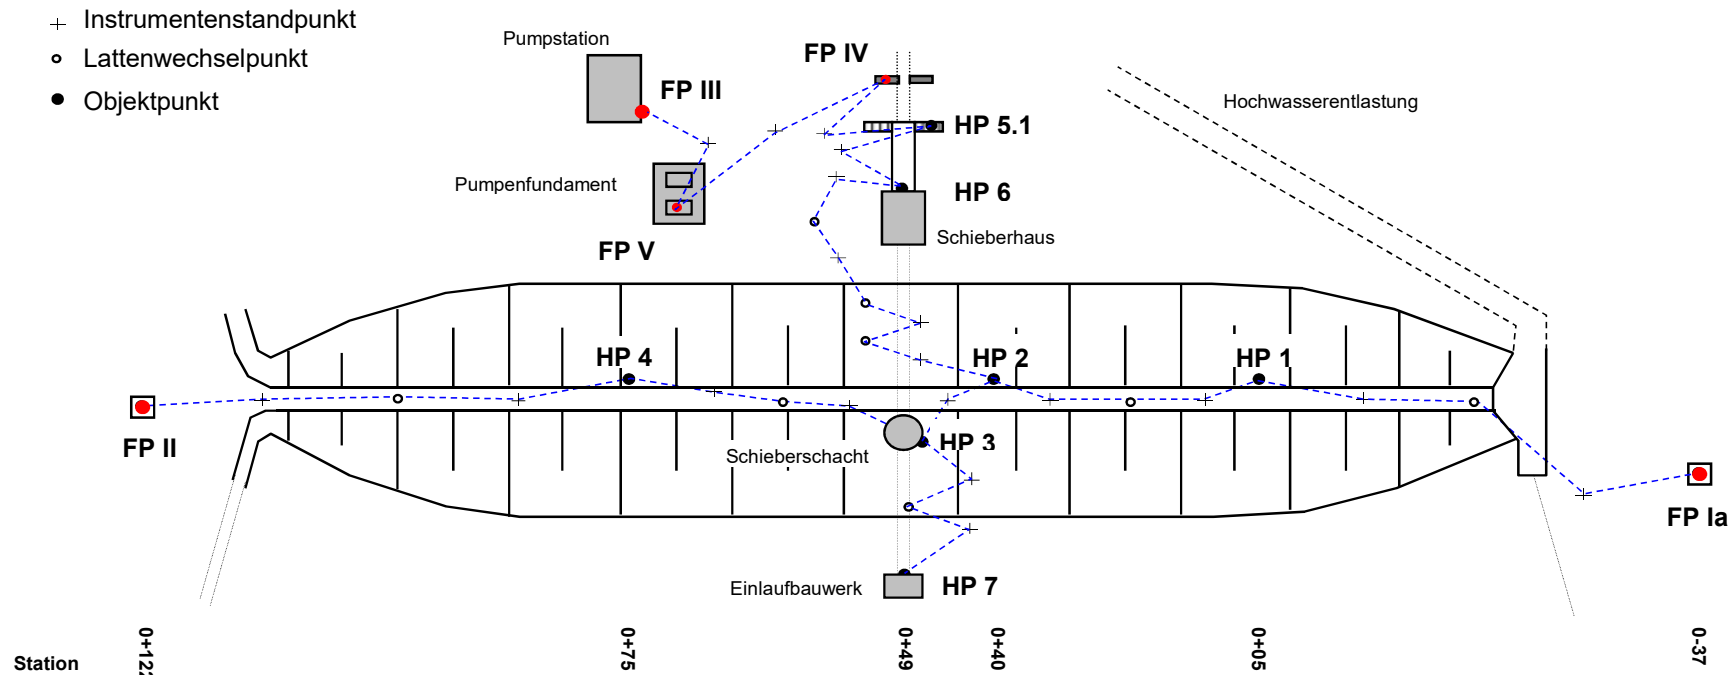 Instrumentenstandpunkt
Lattenwechselpunkt
Objektpunkt
Pumpstation
FP IV
FP III
Hochwasserentlastung
HP 5.1
Pumpenfundament
HP 6
FP V
Schieberhaus
HP 4
HP 2
HP 1
FP II
HP 3
Schieberschacht
FP Ia
Einlaufbauwerk
HP 7
Station
0+122
0+75
0+49
0+40
0+05
0-37